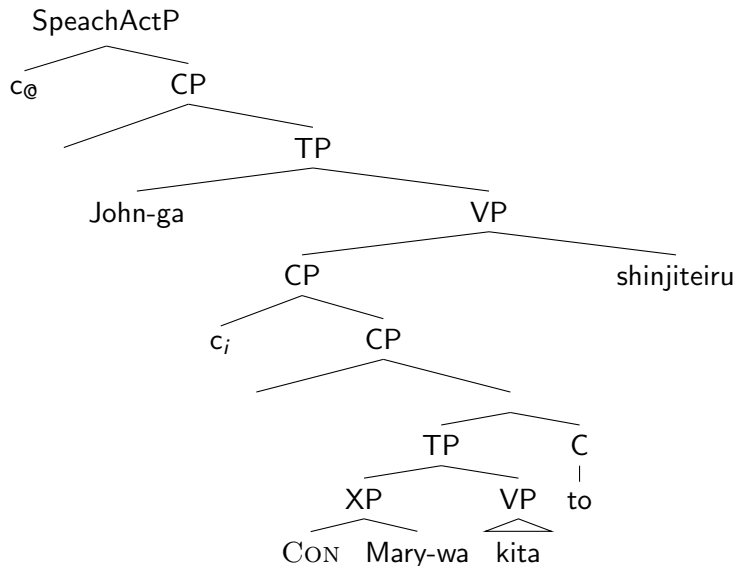 SpeachActP
c@ CP
TP
John-ga VP
CP shinjiteiru
ci CP
TP C
XP VP to
CON Mary-wa kita